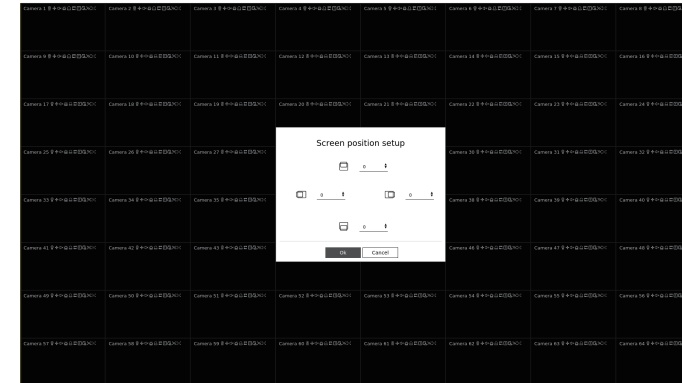 Camera 1 Camera 2 Camera 3 Camera 4 Camera 5 Camera 6 Camera 7 Camera 8
Camera 9 Camera 10 Camera 11 Camera 12 Camera 13 Camera 14 Camera 15 Camera 16
Camera 17 Camera 18 Camera 19 Camera 20 Camera 21 Camera 22 Camera 23 Camera 24
Screen position setup
Camera 25 Camera 26 Camera 27 Camera 30 Camera 31 Camera 32
0
0 0
Camera 33 Camera 34 Camera 35 Camera 38 Camera 39 Camera 40
0
Camera 41 Camera 42 Camera 43 Camera 46 Camera 47 Camera 48
Ok Cancel
Camera 49 Camera 50 Camera 51 Camera 52 Camera 53 Camera 54 Camera 55 Camera 56
Camera 57 Camera 58 Camera 59 Camera 60 Camera 61 Camera 62 Camera 63 Camera 64